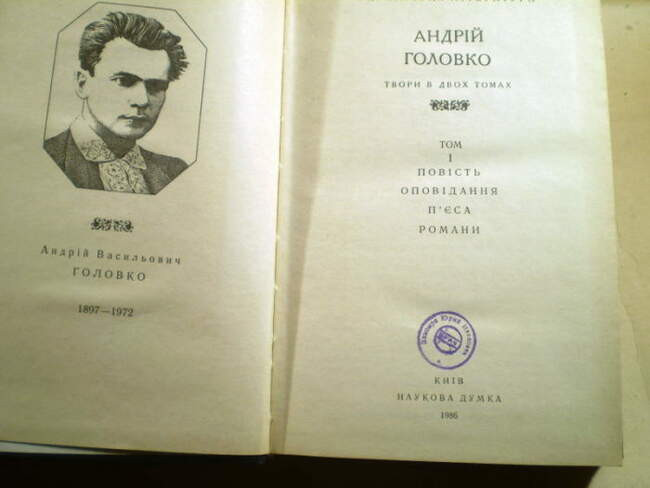 Андрій Васильович
ГОЛОВКО
1897—1972
АНДРІЙ
ГОЛОВКО
ТВОРИ В ДВОХ ТОМАХ
ТОМ
I
ПОВІСТЬ
ОПОВІДАННЯ
П'ЄСА
РОМАНИ
КИЇВ
НАУКОВА ДУМКА
1986